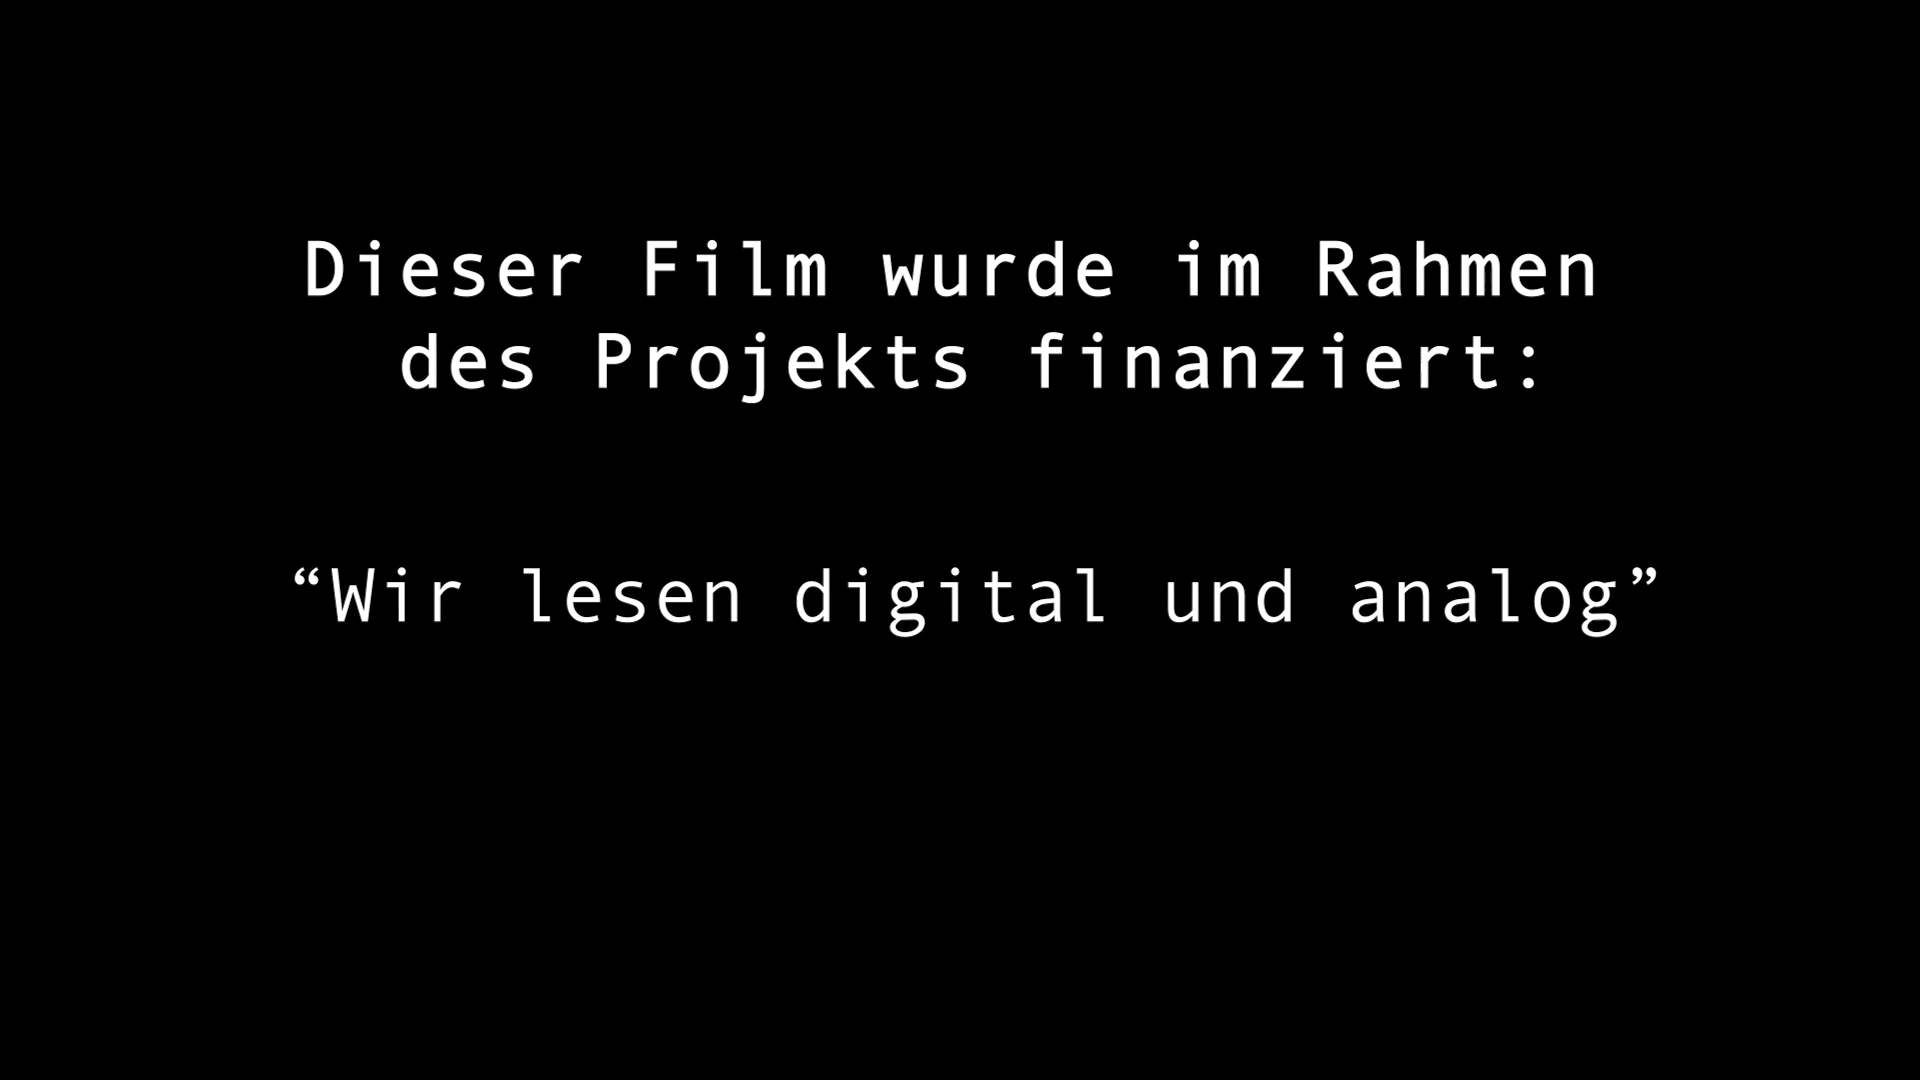 Dieser Film wurde im Rahmen
des Projekts finanziert:
“Wir lesen digital und analog”